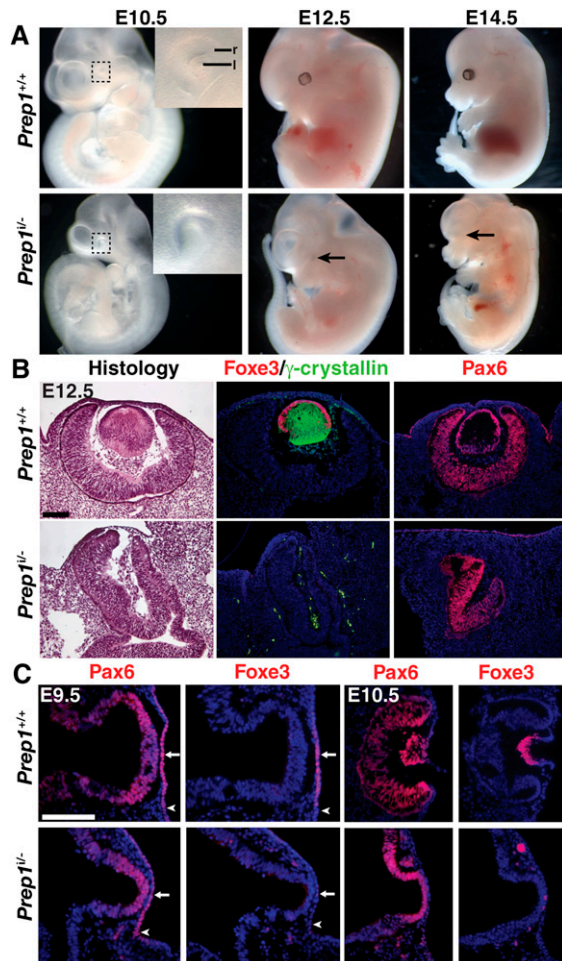 A
E10.5 E12.5 E14.5
Prep1+/+
r
l
Prep1i/-
B
Histology Foxe3/γ-crystallin Pax6
E12.5
Prep1+/+
Prep1i/-
C
Pax6 Foxe3 Pax6 Foxe3
E9.5 E10.5
Prep1+/+
Prep1i/-